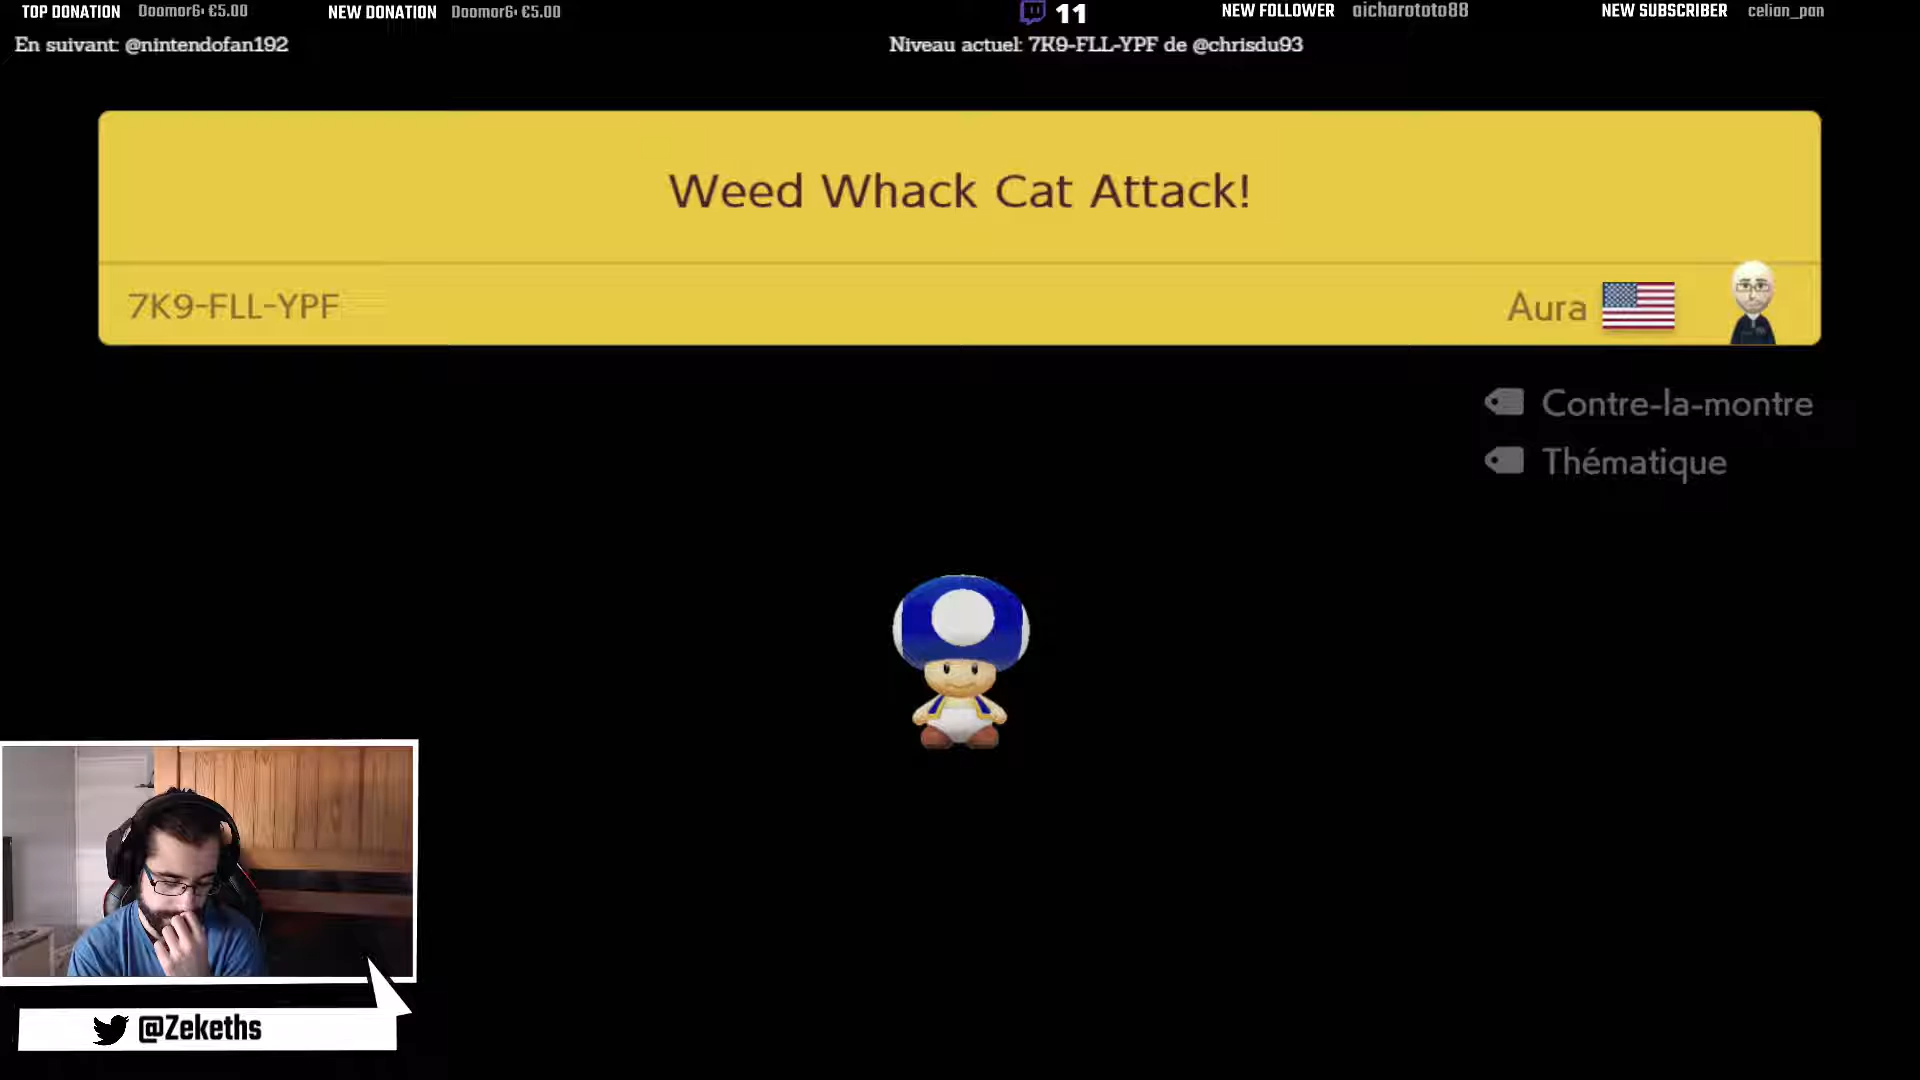 TOP DONATION Doomar6: €5.00 NEW DONATION Doomar6: €5.00 11 NEW FOLLOWER aicharototo88 NEW SUBSCRIBER celian_pan
En suivant: @nintendofan192 Niveau actuel: 7K9-FLL-YPF de @chrisdu93
Weed Whack Cat Attack!
7K9-FLL-YPF Aura
Contre-la-montre
Thématique
@Zekeths